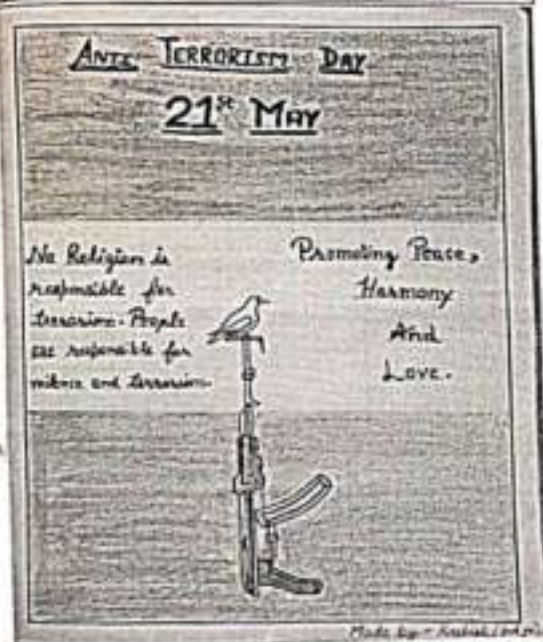 ANTI TERRORISM DAY
21st MAY
No Religion is
responsible for
terrorism. People
are responsible for
violence and terrorism.
Promoting Peace,
Harmony
And
Love.
Made by -